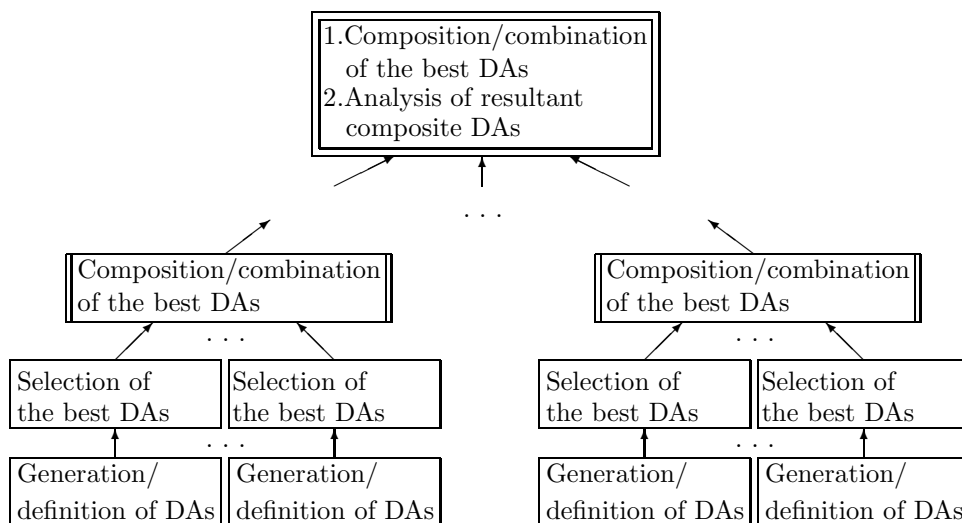 1.Composition/combination
of the best DAs
2.Analysis of resultant
composite DAs
. . .
Composition/combination
of the best DAs
Composition/combination
of the best DAs
. . .
. . .
Selection of
the best DAs
Selection of
the best DAs
Selection of
the best DAs
Selection of
the best DAs
. . .
. . .
Generation/
definition of DAs
Generation/
definition of DAs
Generation/
definition of DAs
Generation/
definition of DAs